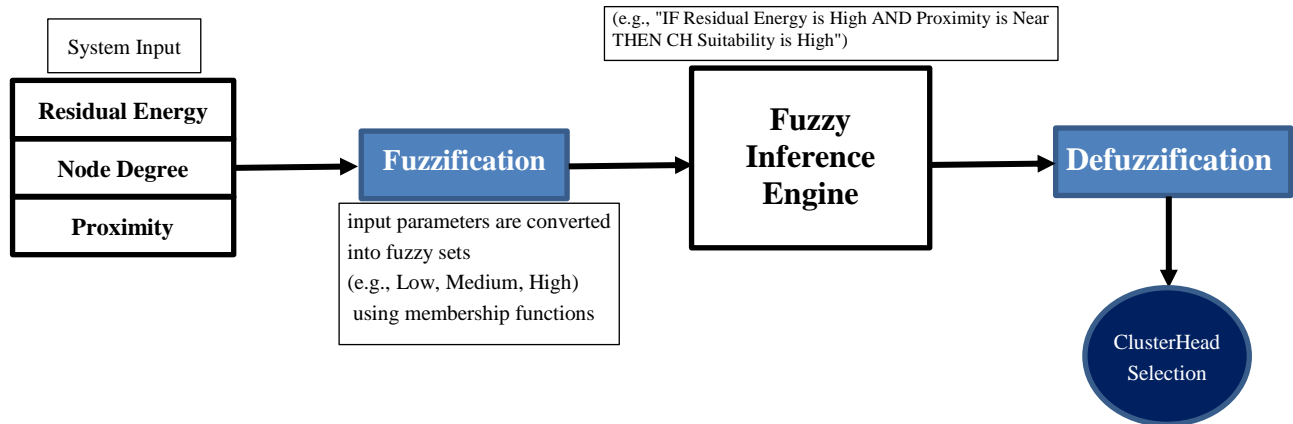 System Input
Residual Energy
Node Degree
Proximity
Fuzzification
input parameters are converted
into fuzzy sets
(e.g., Low, Medium, High)
using membership functions
(e.g., "IF Residual Energy is High AND Proximity is Near
THEN CH Suitability is High")
Fuzzy
Inference
Engine
Defuzzification
ClusterHead
Selection